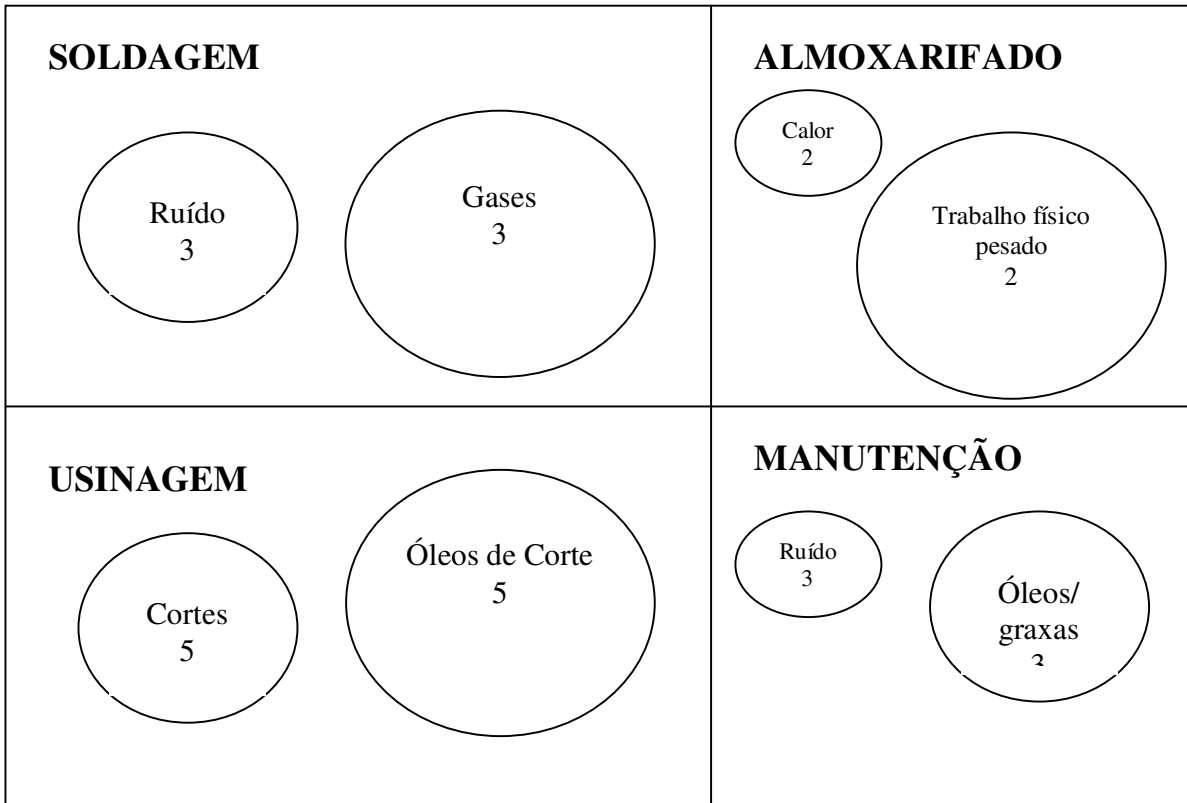 SOLDAGEM
Ruído
3
Gases
3
ALMOXARIFADO
Calor
2
Trabalho físico
pesado
2
USINAGEM
Cortes
5
Óleos de Corte
5
MANUTENÇÃO
Ruído
3
Óleos/
graxas
3